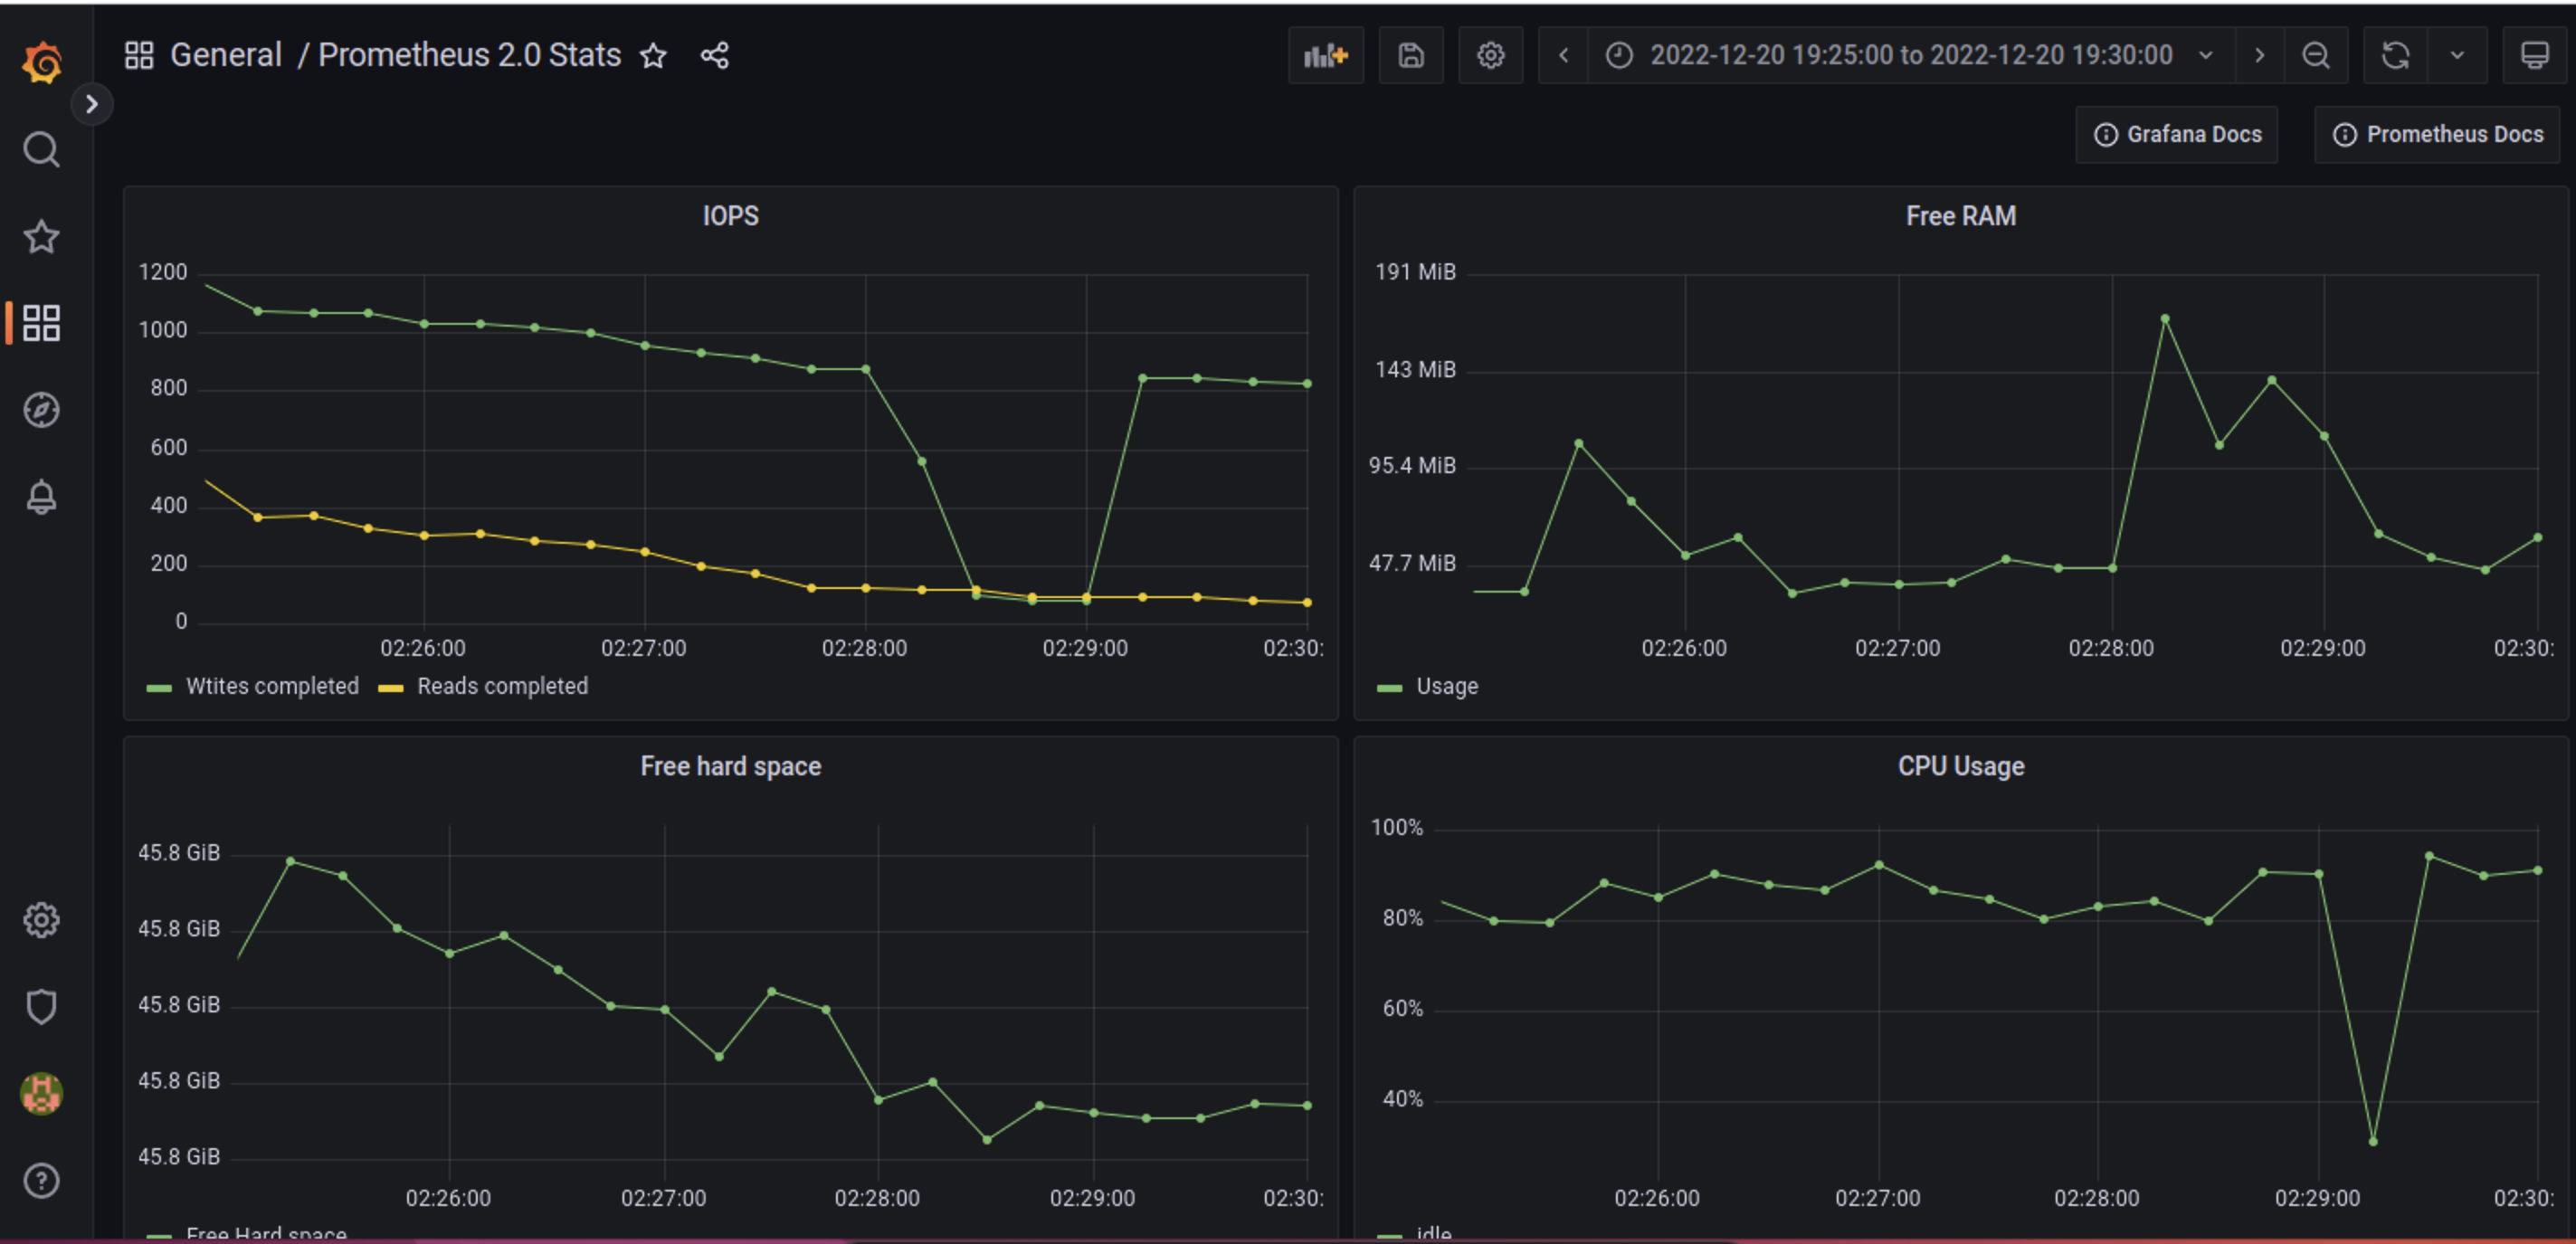 General / Prometheus 2.0 Stats
2022-12-20 19:25:00 to 2022-12-20 19:30:00
Grafana Docs
Prometheus Docs
IOPS
1200
1000
800
600
400
200
0
02:26:00 02:27:00 02:28:00 02:29:00 02:30:
Wtites completed Reads completed
Free RAM
191 MiB
143 MiB
95.4 MiB
47.7 MiB
02:26:00 02:27:00 02:28:00 02:29:00 02:30:
Usage
Free hard space
45.8 GiB
45.8 GiB
45.8 GiB
45.8 GiB
45.8 GiB
02:26:00 02:27:00 02:28:00 02:29:00 02:30:
Free Hard space
CPU Usage
100%
80%
60%
40%
02:26:00 02:27:00 02:28:00 02:29:00 02:30:
idle